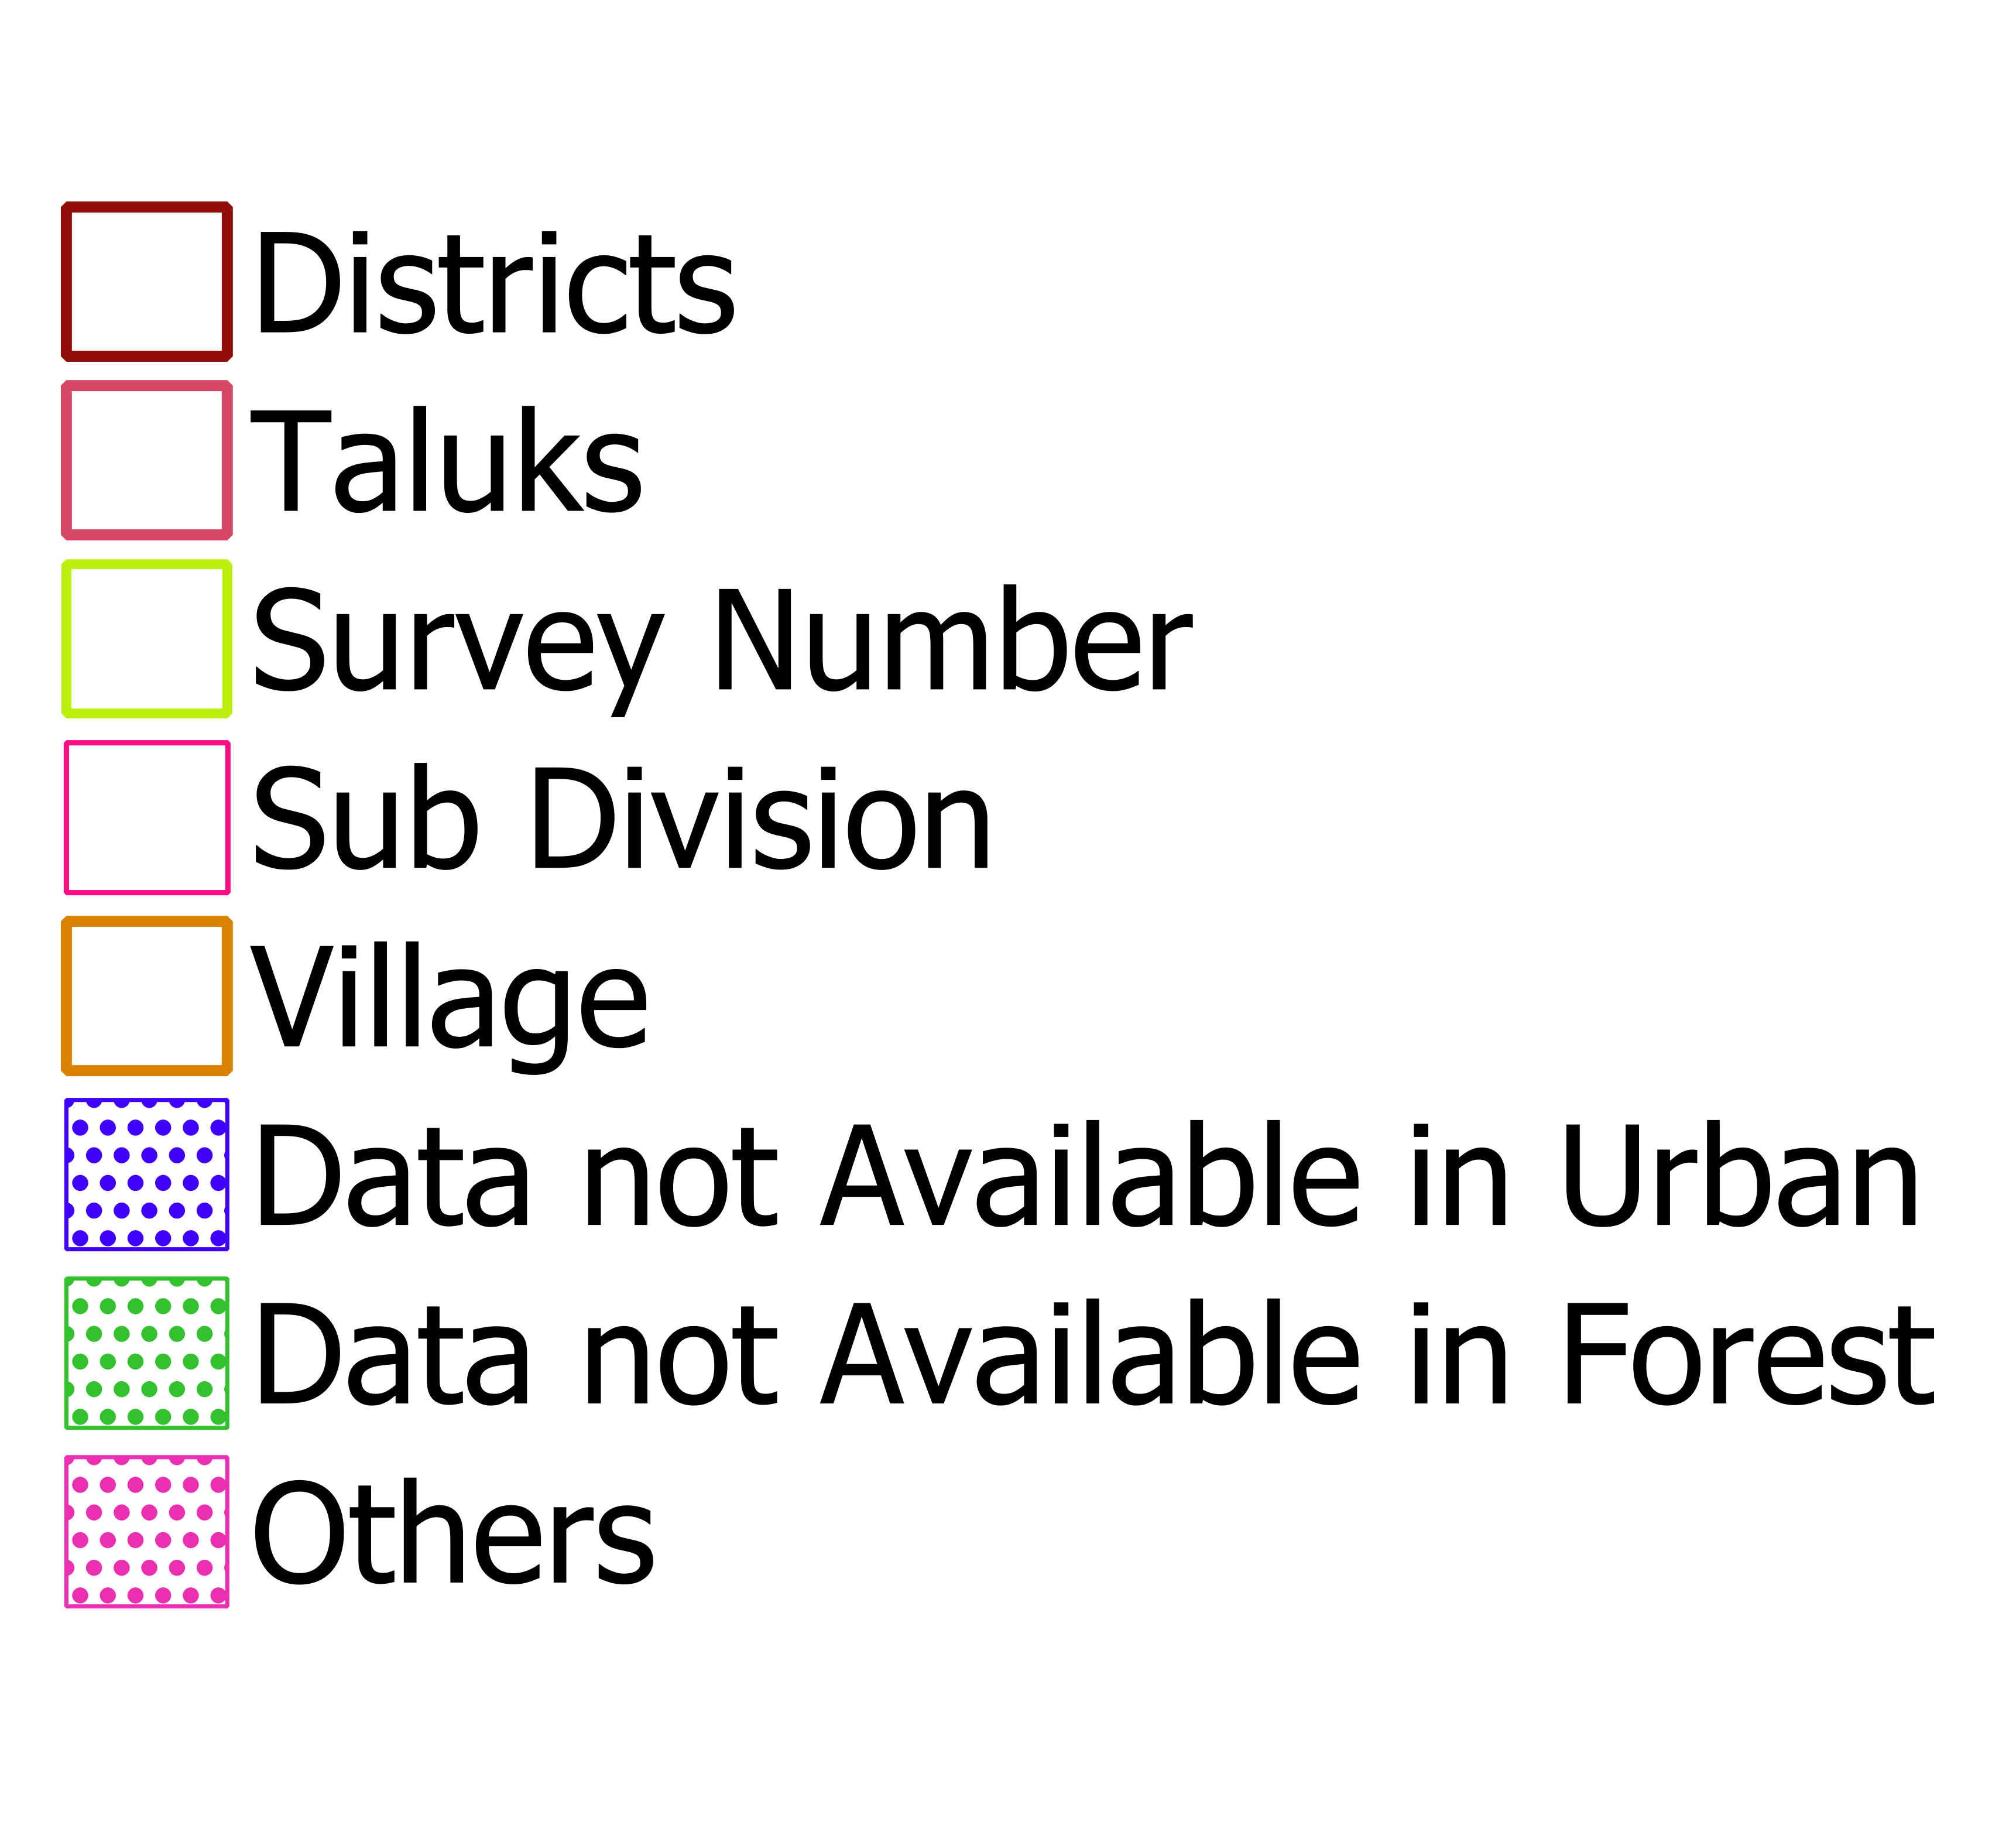 Districts
Taluks
Survey Number
Sub Division
Village
Data not Available in Urban
Data not Available in Forest
Others